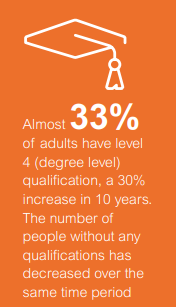 Almost 33%
of adults have level
4 (degree level)
qualification, a 30%
increase in 10 years.
The number of
people without any
qualifications has
decreased over the
same time period